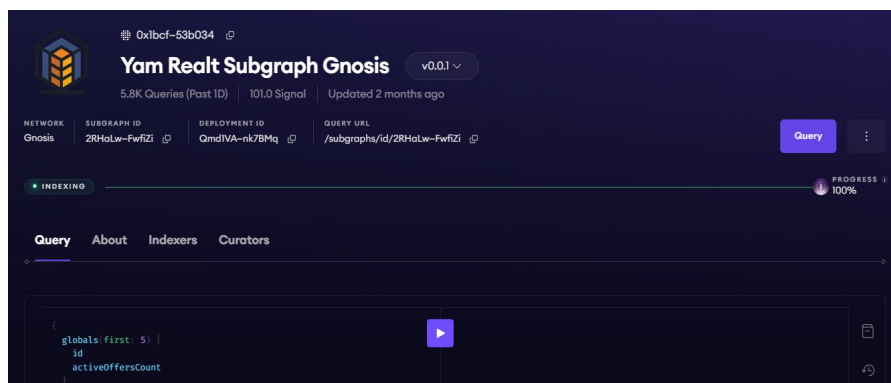 0x1bcf-53b034
Yam Realt Subgraph Gnosis v0.0.1
5.8K Queries (Past 1D) 101.0 Signal Updated 2 months ago
NETWORK SUBGRAPH ID DEPLOYMENT ID QUERY URL
Gnosis 2RHaLw-FwfiZi Qmd1VA-nk7BMq /subgraphs/id/2RHaLw-FwfiZi
Query
INDEXING
PROGRESS
100%
Query About Indexers Curators
{
globals(first: 5) {
id
activeOffersCount
}